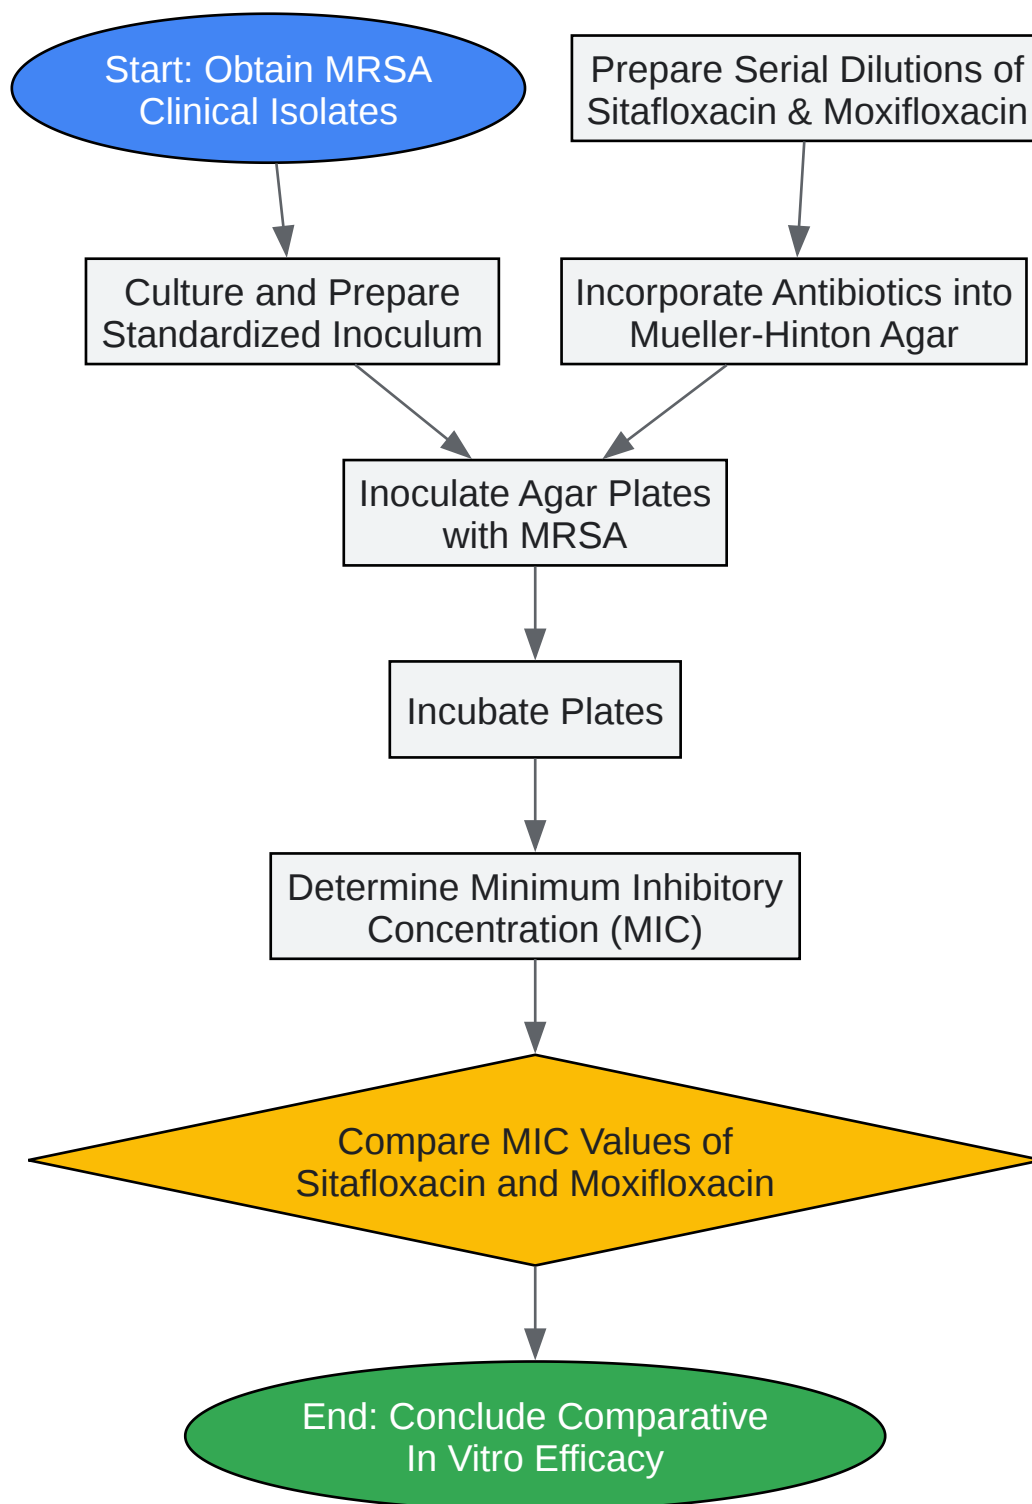 Start: Obtain MRSA
Clinical Isolates
Prepare Serial Dilutions of
Sitafloxacin & Moxifloxacin
Culture and Prepare
Standardized Inoculum
Incorporate Antibiotics into
Mueller-Hinton Agar
Inoculate Agar Plates
with MRSA
Incubate Plates
Determine Minimum Inhibitory
Concentration (MIC)
Compare MIC Values of
Sitafloxacin and Moxifloxacin
End: Conclude Comparative
In Vitro Efficacy